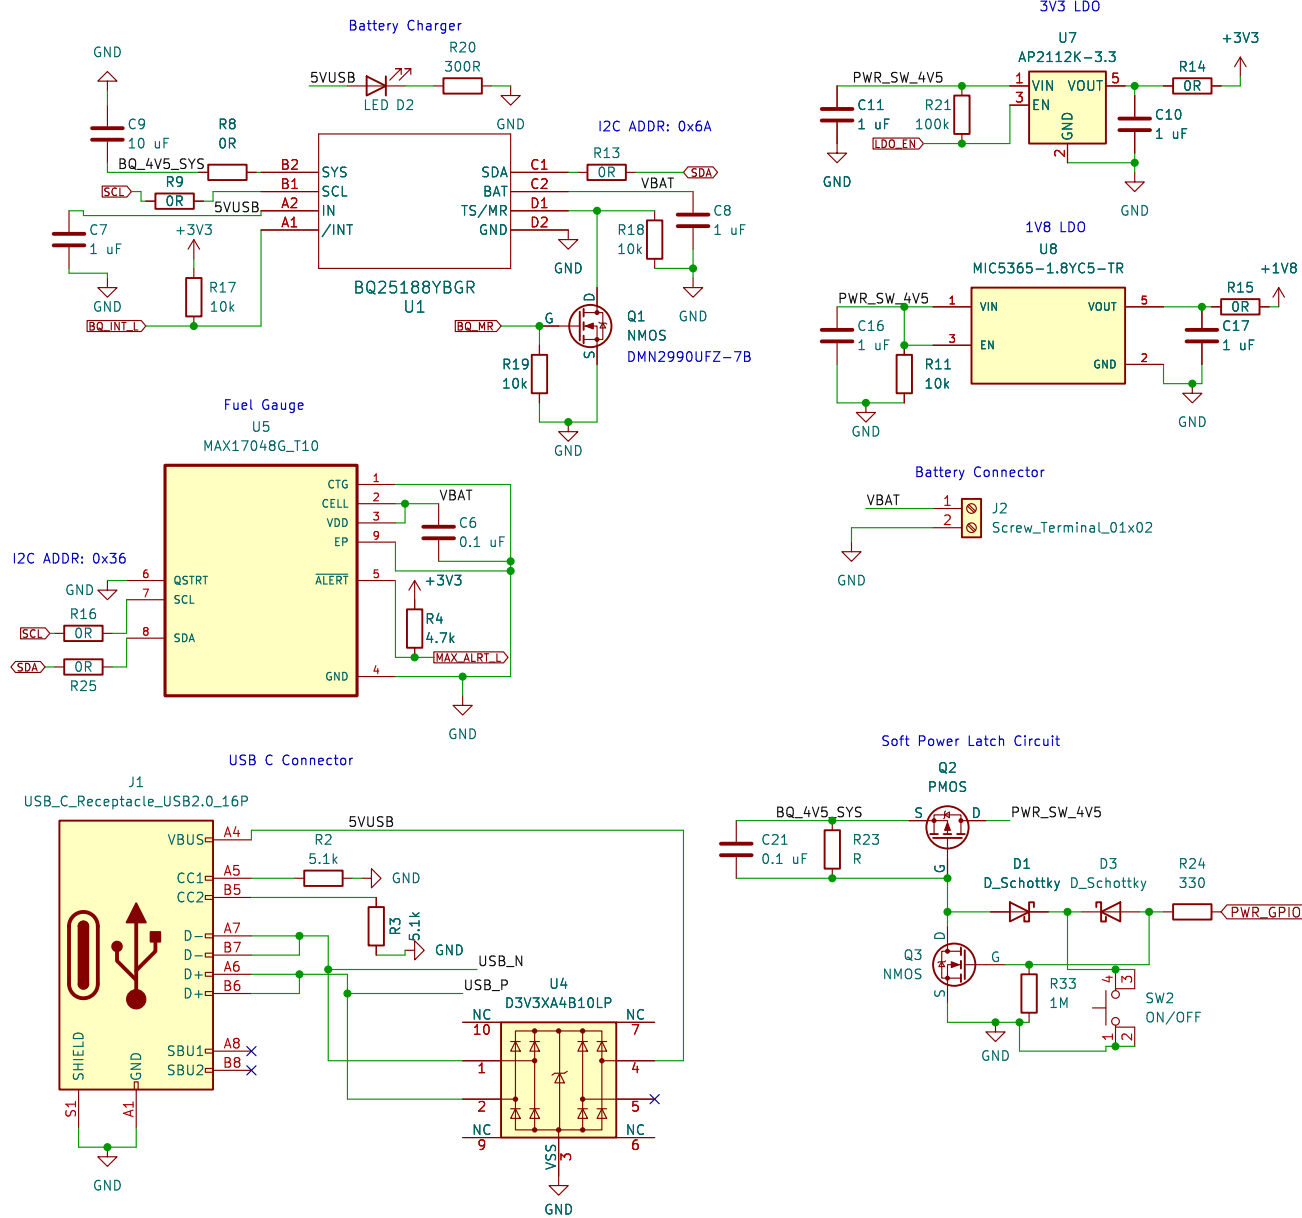 Battery Charger
GND
C9
10 uF
R8
0R
BQ_4V5_SYS
SCL
R9
0R
5VUSB
C7
1 uF
GND
+3V3
R17
10k
BQ_INT_L
5VUSB
LED D2
R20
300R
GND
I2C ADDR: 0x6A
B2
B1
A2
A1
SYS
SCL
IN
/INT
SDA
BAT
TS/MR
GND
C1
C2
D1
D2
BQ25188YBGR
U1
R13
0R
SDA
VBAT
C8
1 uF
R18
10k
GND
GND
BQ_MR
G
D
S
Q1
NMOS
DMN2990UFZ-7B
R19
10k
GND
3V3 LDO
U7
AP2112K-3.3
PWR_SW_4V5
C11
1 uF
GND
R21
100k
LDO_EN
1
3
VIN
EN
VOUT
GND
5
2
R14
0R
+3V3
C10
1 uF
GND
1V8 LDO
U8
MIC5365-1.8YC5-TR
PWR_SW_4V5
C16
1 uF
R11
10k
GND
1
3
VIN
EN
VOUT
GND
5
2
R15
0R
+1V8
C17
1 uF
GND
Fuel Gauge
U5
MAX17048G_T10
I2C ADDR: 0x36
GND
R16
SCL
0R
SDA
0R
R25
6
7
8
QSTRT
SCL
SDA
CTG
CELL
VDD
EP
ALERT
GND
1
2
3
9
5
4
VBAT
C6
0.1 uF
+3V3
R4
4.7k
MAX_ALRT_L
GND
Battery Connector
VBAT
1
2
J2
Screw_Terminal_01x02
GND
USB C Connector
J1
USB_C_Receptacle_USB2.0_16P
VBUS
CC1
CC2
D-
D-
D+
D+
SBU1
SBU2
SHIELD
GND
A4
A5
B5
A7
B7
A6
B6
A8
B8
S1
A1
GND
5VUSB
R2
5.1k
GND
R3
5.1k
GND
USB_N
USB_P
U4
D3V3XA4B10LP
NC
10
1
2
NC
9
NC
7
4
5
NC
6
VSS
3
GND
Soft Power Latch Circuit
Q2
PMOS
BQ_4V5_SYS
S
D
G
PWR_SW_4V5
C21
0.1 uF
R23
R
D1
D_Schottky
D3
D_Schottky
R24
330
PWR_GPIO
Q3
NMOS
D
G
S
R33
1M
GND
4
3
1
2
SW2
ON/OFF